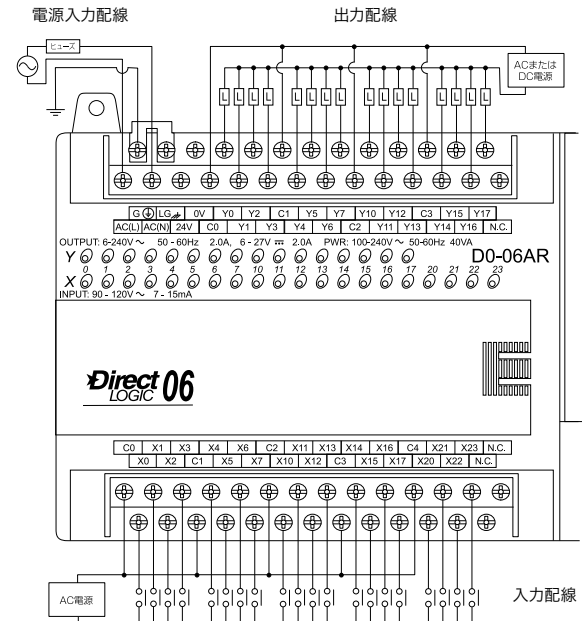 電源入力配線
出力配線
ヒューズ
ACまたは
DC電源
L L L L L L L L L L L L L L L L
G LG 0V Y0 Y2 C1 Y5 Y7 Y10 Y12 C3 Y15 Y17
AC(L) AC(N) 24V C0 Y1 Y3 Y4 Y6 C2 Y11 Y13 Y14 Y16 N.C.
OUTPUT: 6-240V ~ 50 - 60Hz 2.0A, 6 - 27V ⎓ 2.0A PWR: 100-240V ~ 50-60Hz 40VA
Y
D0-06AR
0 1 2 3 4 5 6 7 10 11 12 13 14 15 16 17 20 21 22 23
X
INPUT: 90 - 120V ~ 7 - 15mA
Direct 06
LOGIC
C0 X1 X3 X4 X6 C2 X11 X13 X14 X16 C4 X21 X23 N.C.
X0 X2 C1 X5 X7 X10 X12 C3 X15 X17 X20 X22 N.C.
AC電源
入力配線